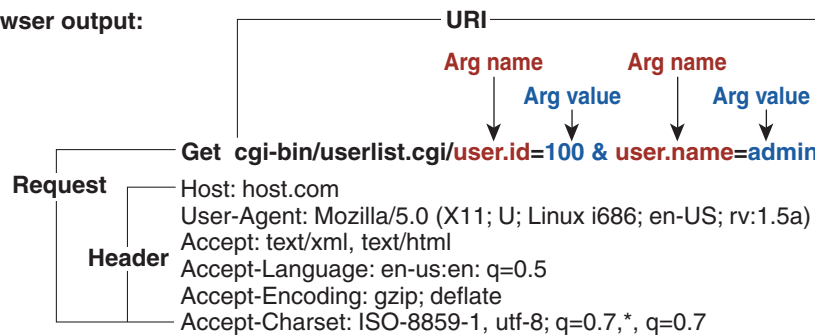 wser output:
URI
Arg name Arg name
Arg value Arg value
Get cgi-bin/userlist.cgi/user.id=100 & user.name=admin
Request
Host: host.com
User-Agent: Mozilla/5.0 (X11; U; Linux i686; en-US; rv:1.5a)
Header
Accept: text/xml, text/html
Accept-Language: en-us:en: q=0.5
Accept-Encoding: gzip; deflate
Accept-Charset: ISO-8859-1, utf-8; q=0.7,*, q=0.7